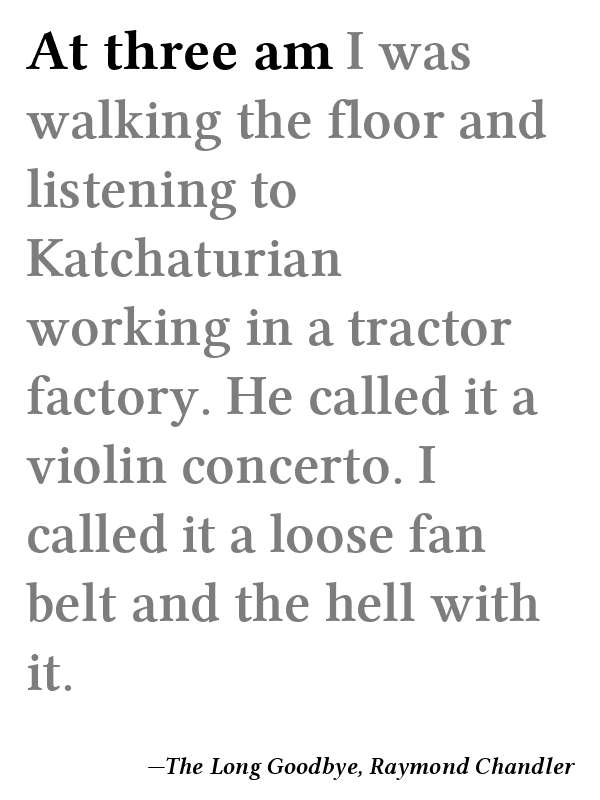 At three am I was
walking the floor and
listening to
Katchaturian
working in a tractor
factory. He called it a
violin concerto. I
called it a loose fan
belt and the hell with
it.
—The Long Goodbye, Raymond Chandler